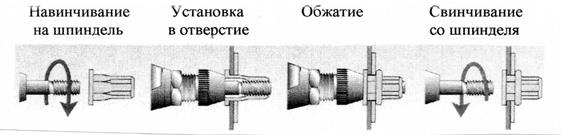 Навинчивание
на шпиндель
Установка
в отверстие
Обжатие
Свинчивание
со шпинделя